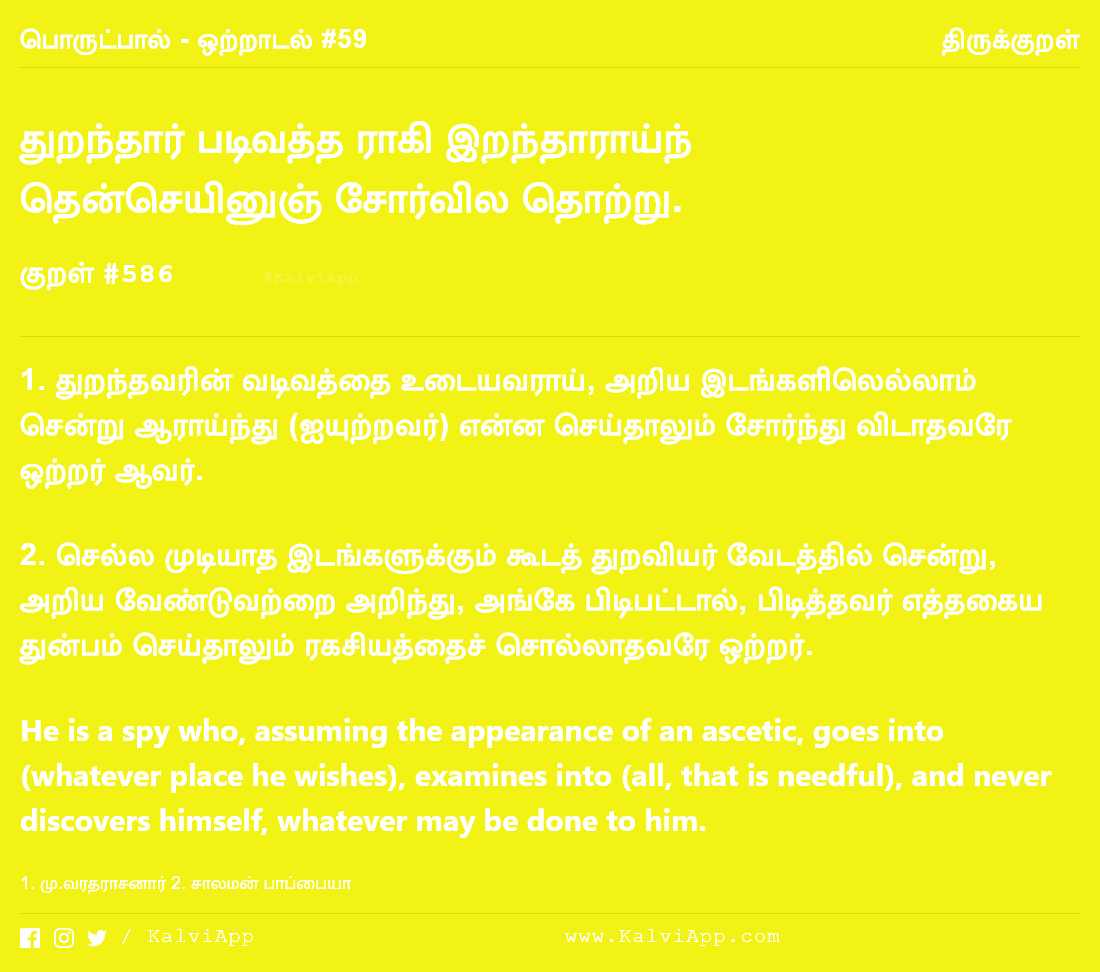 பொருட்பால் - ஒற்றாடல் #59 திருக்குறள்
துறந்தார் படிவத்த ராகி இறந்தாராய்ந்
தென்செயினுஞ் சோர்வில தொற்று.
குறள் #586 #KalviApp
1. துறந்தவரின் வடிவத்தை உடையவராய், அறிய இடங்களிலெல்லாம்
சென்று ஆராய்ந்து (ஐயுற்றவர்) என்ன செய்தாலும் சோர்ந்து விடாதவரே
ஒற்றர் ஆவர்.
2. செல்ல முடியாத இடங்களுக்கும் கூடத் துறவியர் வேடத்தில் சென்று,
அறிய வேண்டுவற்றை அறிந்து, அங்கே பிடிபட்டால், பிடித்தவர் எத்தகைய
துன்பம் செய்தாலும் ரகசியத்தைச் சொல்லாதவரே ஒற்றர்.
He is a spy who, assuming the appearance of an ascetic, goes into
(whatever place he wishes), examines into (all, that is needful), and never
discovers himself, whatever may be done to him.
1. மு.வரதராசனார் 2. சாலமன் பாப்பையா
/ KalviApp www.KalviApp.com